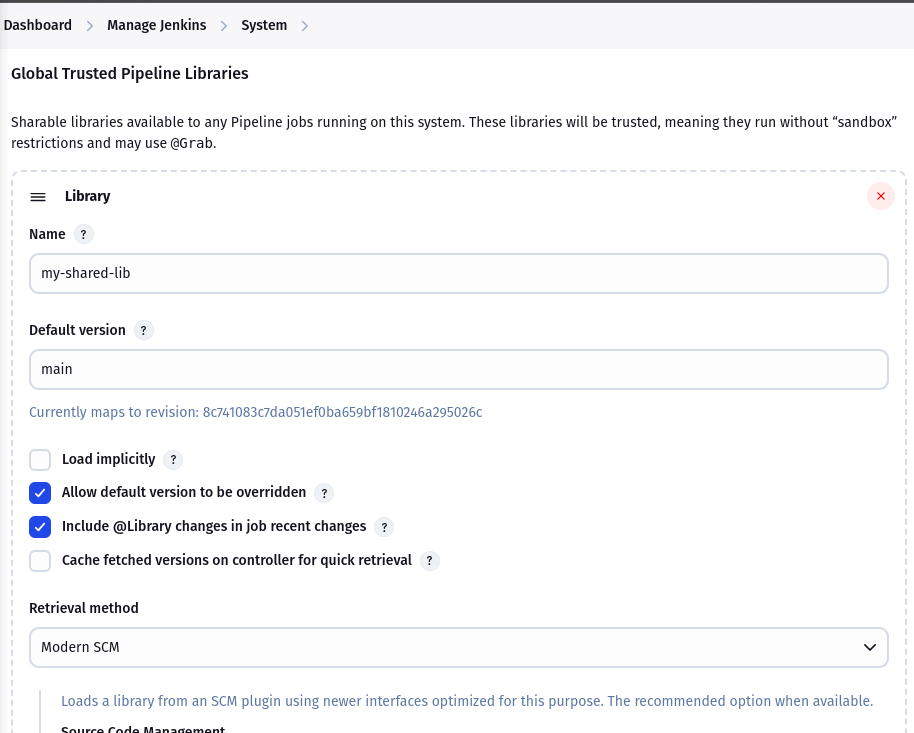 Dashboard > Manage Jenkins > System >
Global Trusted Pipeline Libraries
Sharable libraries available to any Pipeline jobs running on this system. These libraries will be trusted, meaning they run without “sandbox”
restrictions and may use @Grab.
Library
Name ?
my-shared-lib
Default version ?
main
Currently maps to revision: 8c741083c7da051ef0ba659bf1810246a295026c
Load implicitly ?
Allow default version to be overridden ?
Include @Library changes in job recent changes ?
Cache fetched versions on controller for quick retrieval ?
Retrieval method
Modern SCM
Loads a library from an SCM plugin using newer interfaces optimized for this purpose. The recommended option when available.
Source Code Management